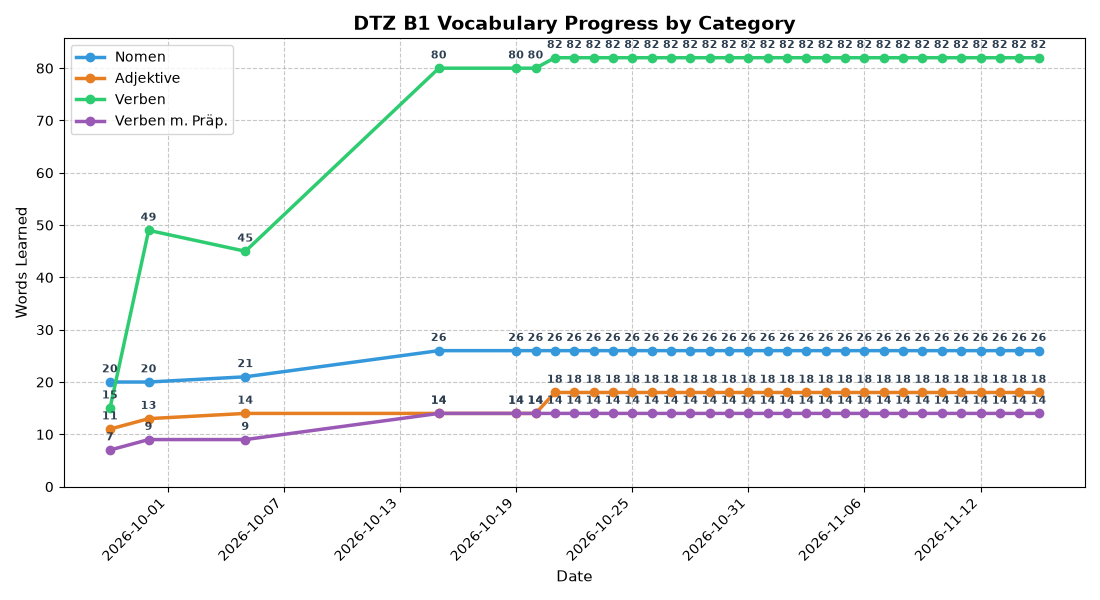 DTZ B1 Vocabulary Progress by Category
Nomen
Adjektive
Verben
Verben m. Präp.
Words Learned
80
70
60
50
40
30
20
10
0
82 82 82 82 82 82 82 82 82 82 82 82 82 82 82 82 82 82 82 82 82 82 82 82 82 82
80 80 80
49
45
26 26 26 26 26 26 26 26 26 26 26 26 26 26 26 26 26 26 26 26 26 26 26 26 26 26 26 26 26
20 20 21
18 18 18 18 18 18 18 18 18 18 18 18 18 18 18 18 18 18 18 18 18 18 18 18 18 18
15
11 13 14
14 14 14 14 14 14 14 14 14 14 14 14 14 14 14 14 14 14 14 14 14 14 14 14 14 14 14 14 14
7 9 9
2026-10-01
2026-10-07
2026-10-13
2026-10-19
2026-10-25
2026-10-31
2026-11-06
2026-11-12
Date